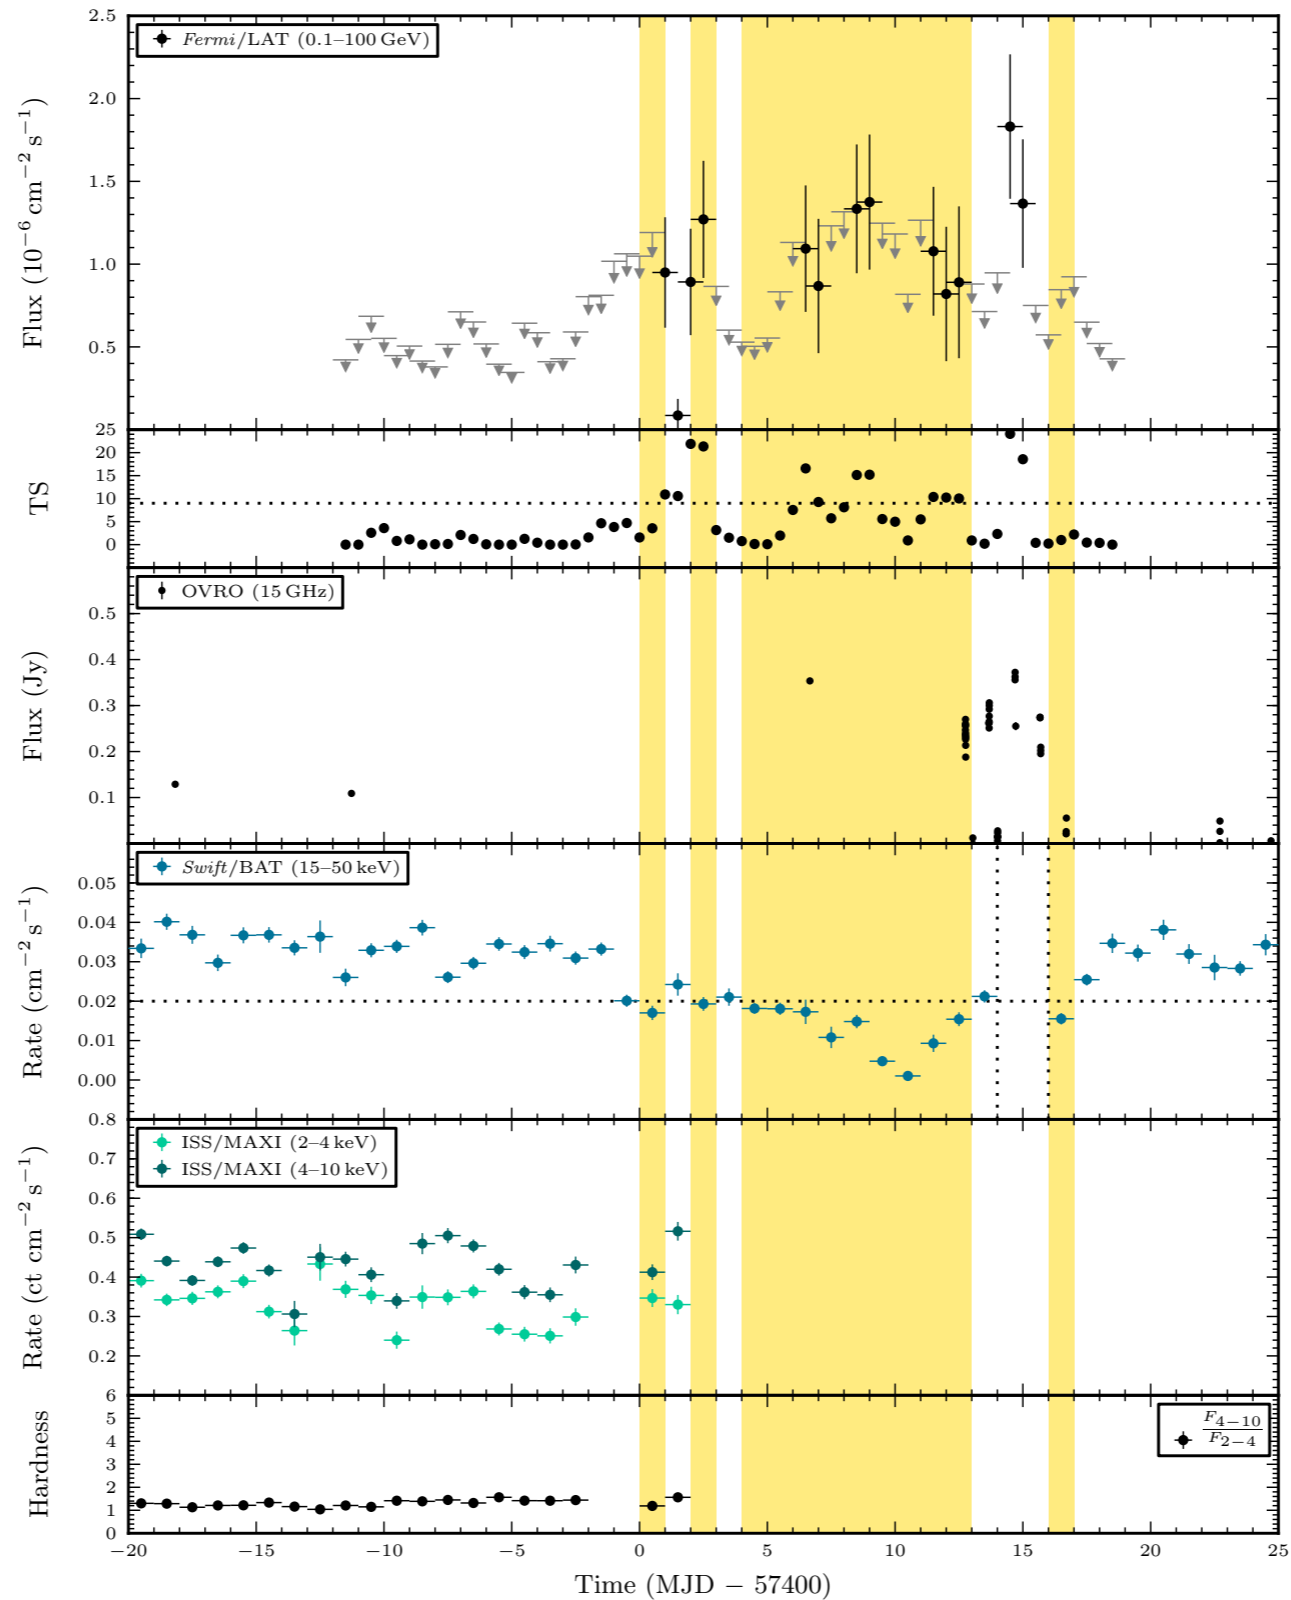 Fermi/LAT (0.1–100 GeV)
Flux (10⁻⁶ cm⁻² s⁻¹)
2.5
2.0
1.5
1.0
0.5
TS
25
20
15
10
5
0
OVRO (15 GHz)
Flux (Jy)
0.5
0.4
0.3
0.2
0.1
Swift/BAT (15–50 keV)
Rate (cm⁻² s⁻¹)
0.05
0.04
0.03
0.02
0.01
0.00
ISS/MAXI (2–4 keV)
ISS/MAXI (4–10 keV)
Rate (ct cm⁻² s⁻¹)
0.8
0.7
0.6
0.5
0.4
0.3
0.2
F₄₋₁₀
F₂₋₄
Hardness
6
5
4
3
2
1
0
−20 −15 −10 −5 0 5 10 15 20 25
Time (MJD − 57400)